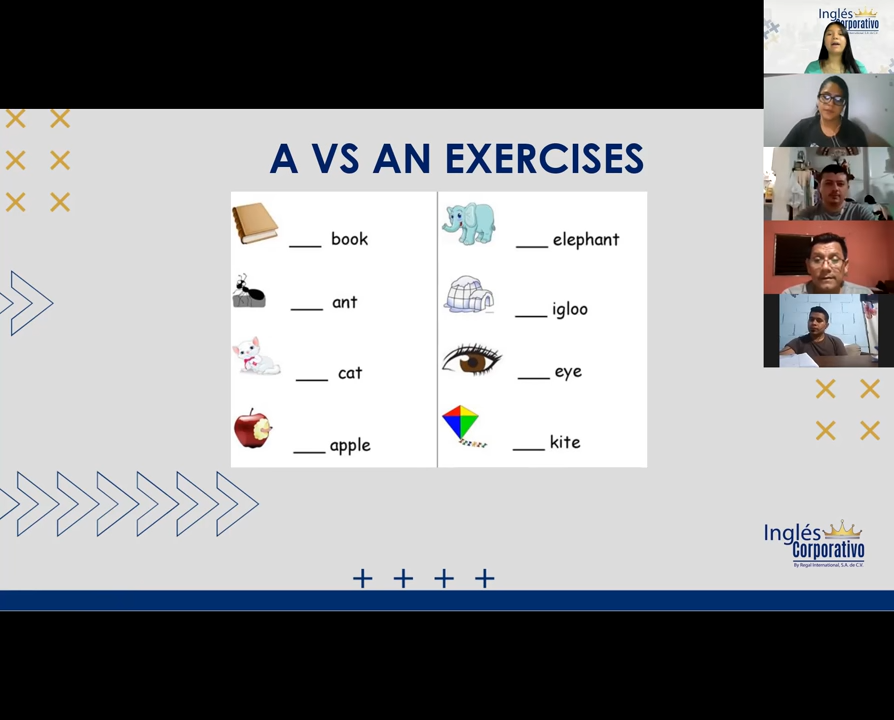 Inglés
Corporativo
A VS AN EXERCISES
___ book
___ ant
___ cat
___ apple
___ elephant
___ igloo
___ eye
___ kite
Inglés
Corporativo
By Regal International, S.A. de C.V.